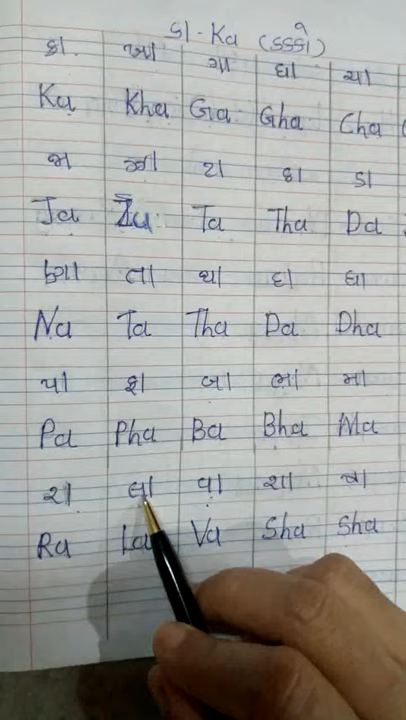 કા - Ka (કક્કો)
કા ખા ગા ઘા ચા
Ka Kha Ga Gha Cha
જા ઝા ટા ઠા ડા
Ja Ta Tha Da
ણા તા થા દા ધા
Na Ta Tha Da Dha
પા ફા બા ભા મા
Pa Pha Ba Bha Ma
રા લા વા શા
Ra La Va Sha Sha